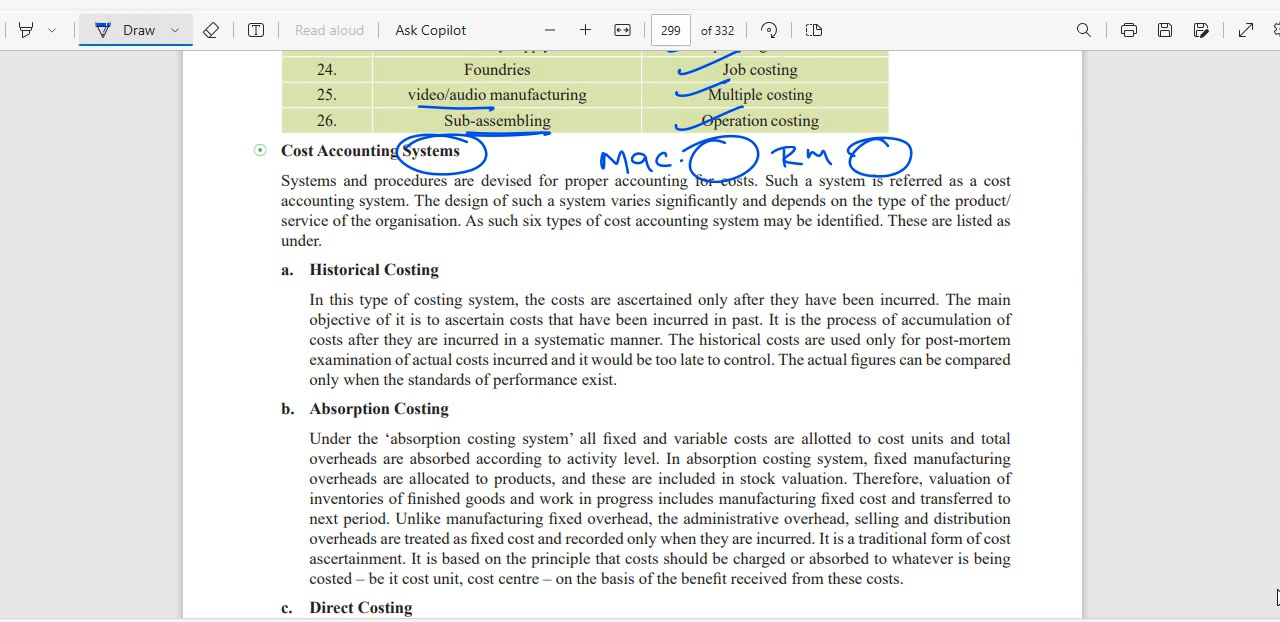 Draw
Read aloud
Ask Copilot
299 of 332
24. Foundries Job costing
25. video/audio manufacturing Multiple costing
26. Sub-assembling Operation costing
Cost Accounting Systems
Mac. RM
Systems and procedures are devised for proper accounting for costs. Such a system is referred as a cost
accounting system. The design of such a system varies significantly and depends on the type of the product/
service of the organisation. As such six types of cost accounting system may be identified. These are listed as
under.
a. Historical Costing
In this type of costing system, the costs are ascertained only after they have been incurred. The main
objective of it is to ascertain costs that have been incurred in past. It is the process of accumulation of
costs after they are incurred in a systematic manner. The historical costs are used only for post-mortem
examination of actual costs incurred and it would be too late to control. The actual figures can be compared
only when the standards of performance exist.
b. Absorption Costing
Under the ‘absorption costing system’ all fixed and variable costs are allotted to cost units and total
overheads are absorbed according to activity level. In absorption costing system, fixed manufacturing
overheads are allocated to products, and these are included in stock valuation. Therefore, valuation of
inventories of finished goods and work in progress includes manufacturing fixed cost and transferred to
next period. Unlike manufacturing fixed overhead, the administrative overhead, selling and distribution
overheads are treated as fixed cost and recorded only when they are incurred. It is a traditional form of cost
ascertainment. It is based on the principle that costs should be charged or absorbed to whatever is being
costed – be it cost unit, cost centre – on the basis of the benefit received from these costs.
c. Direct Costing